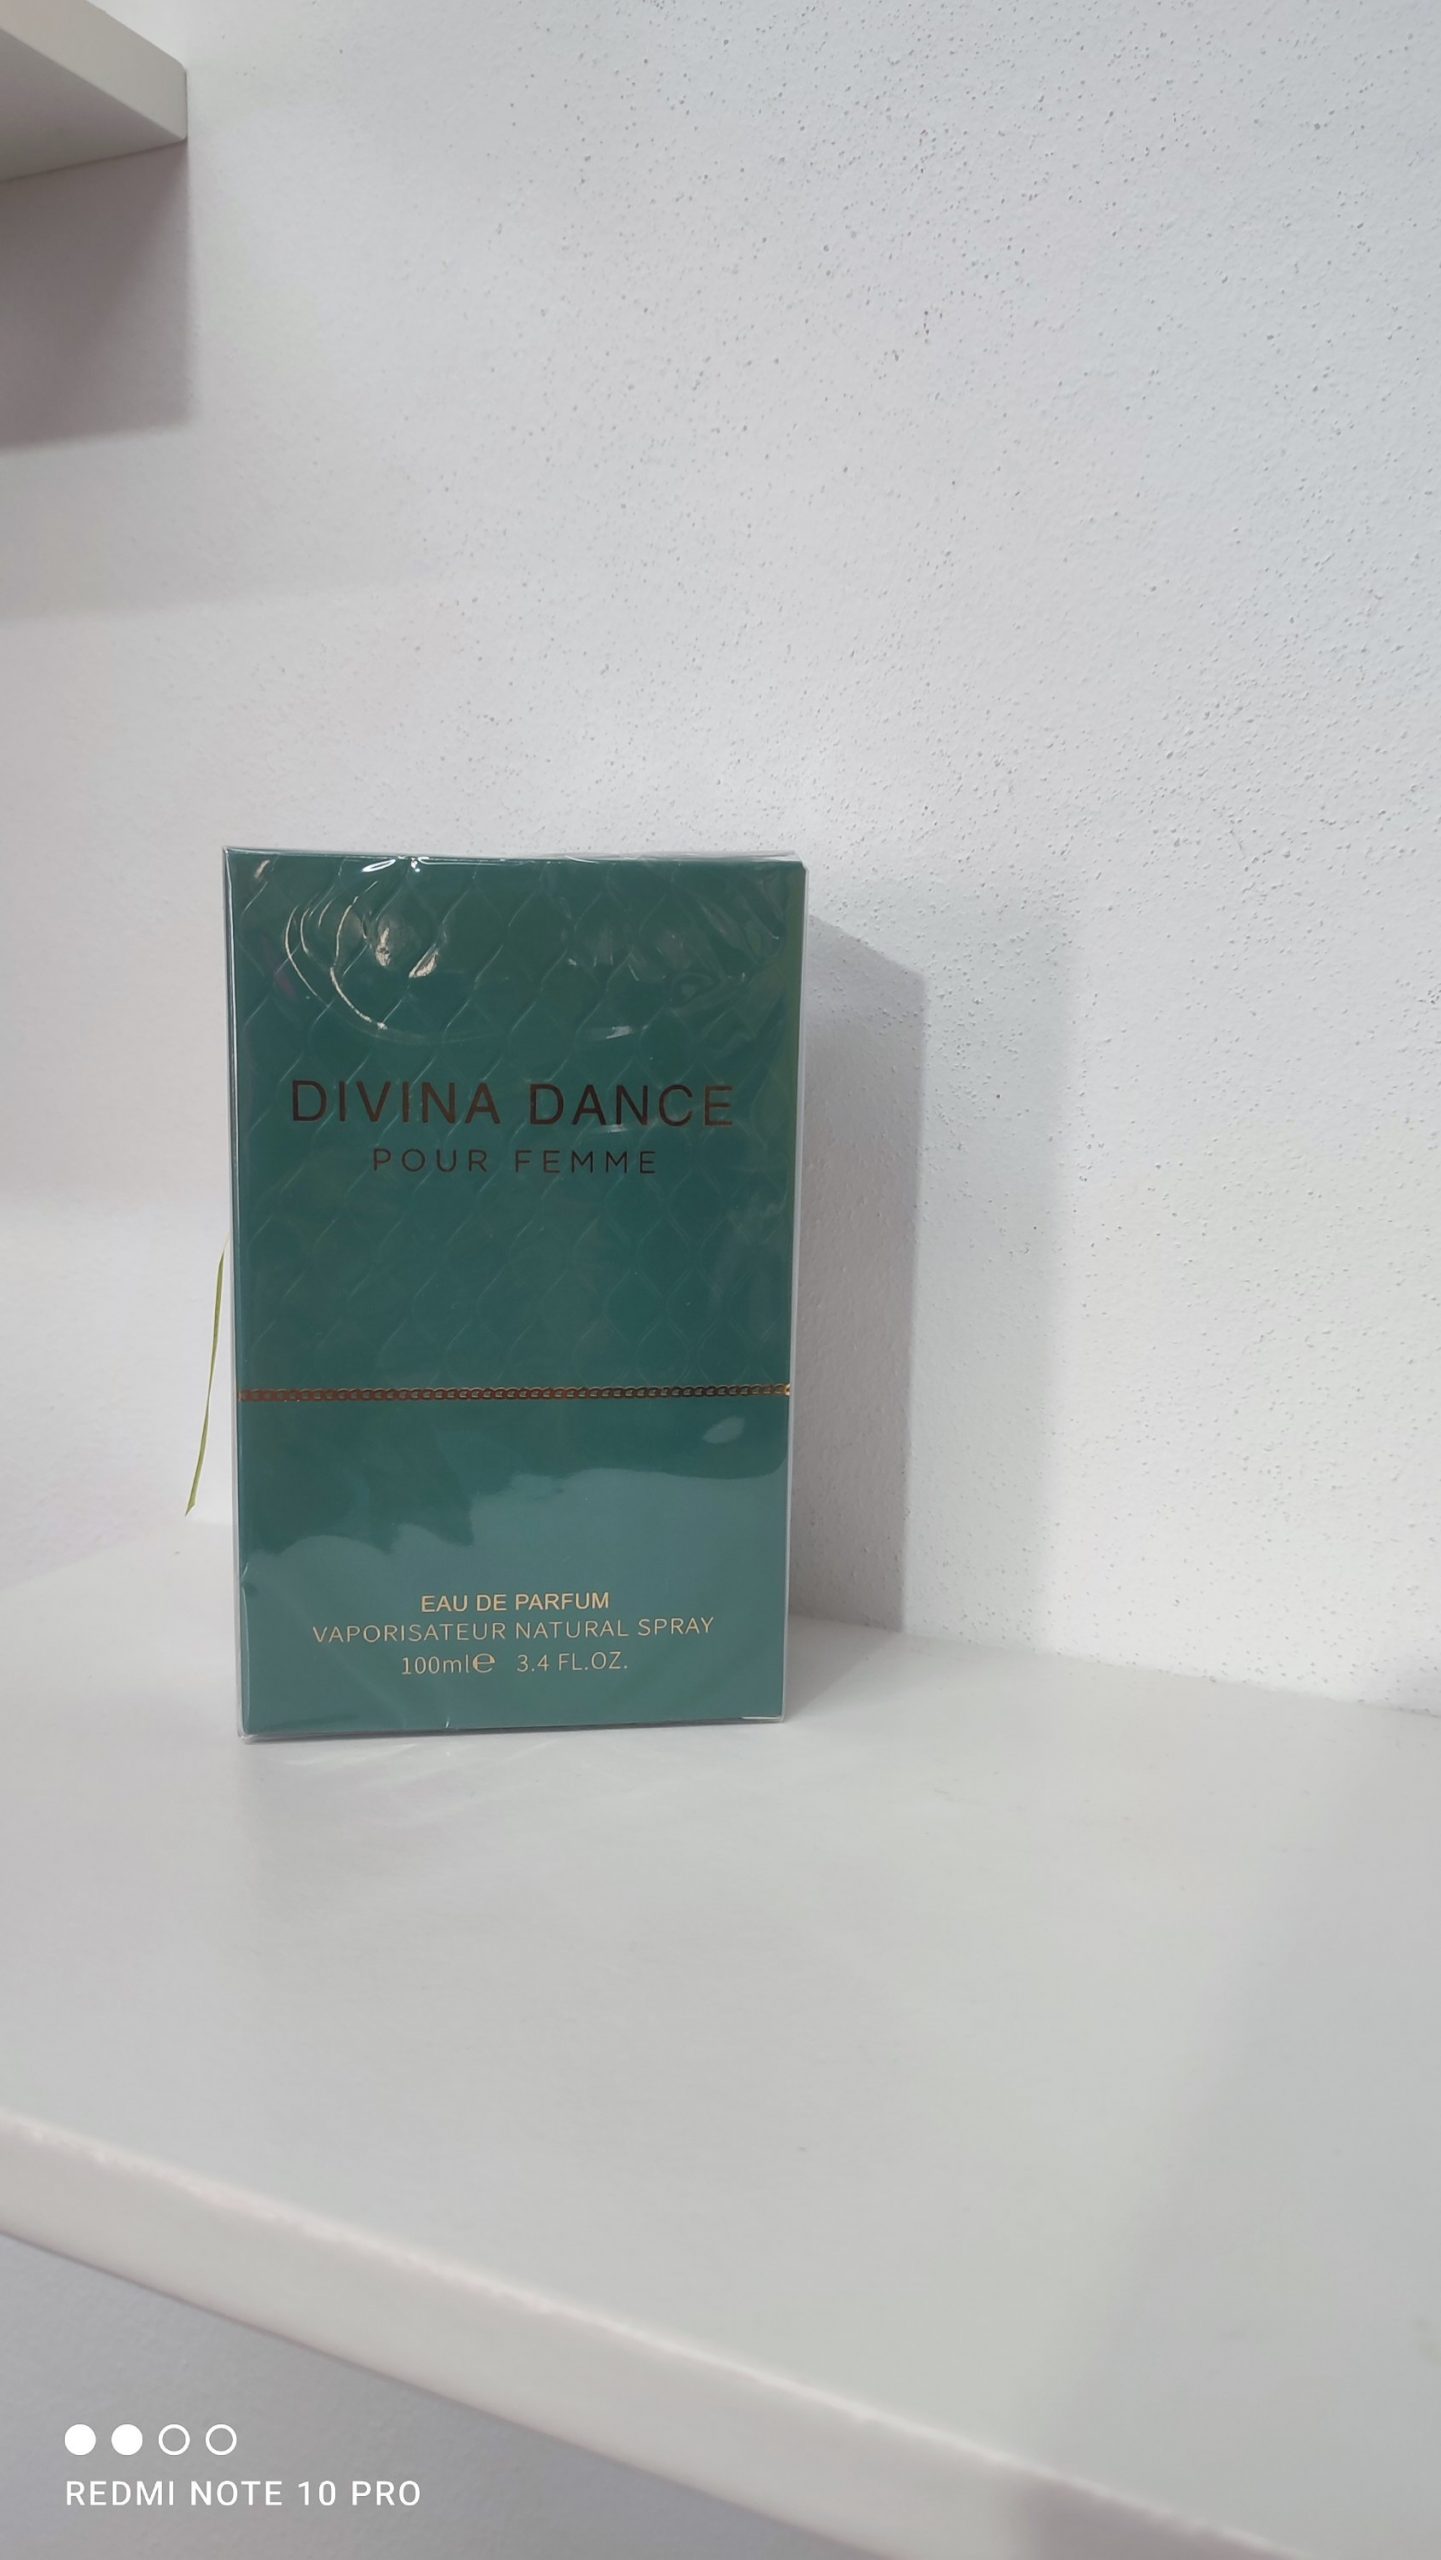 DIVINA DANCE
POUR FEMME
EAU DE PARFUM
VAPORISATEUR NATURAL SPRAY
100ml℮ 3.4 FL.OZ.
REDMI NOTE 10 PRO